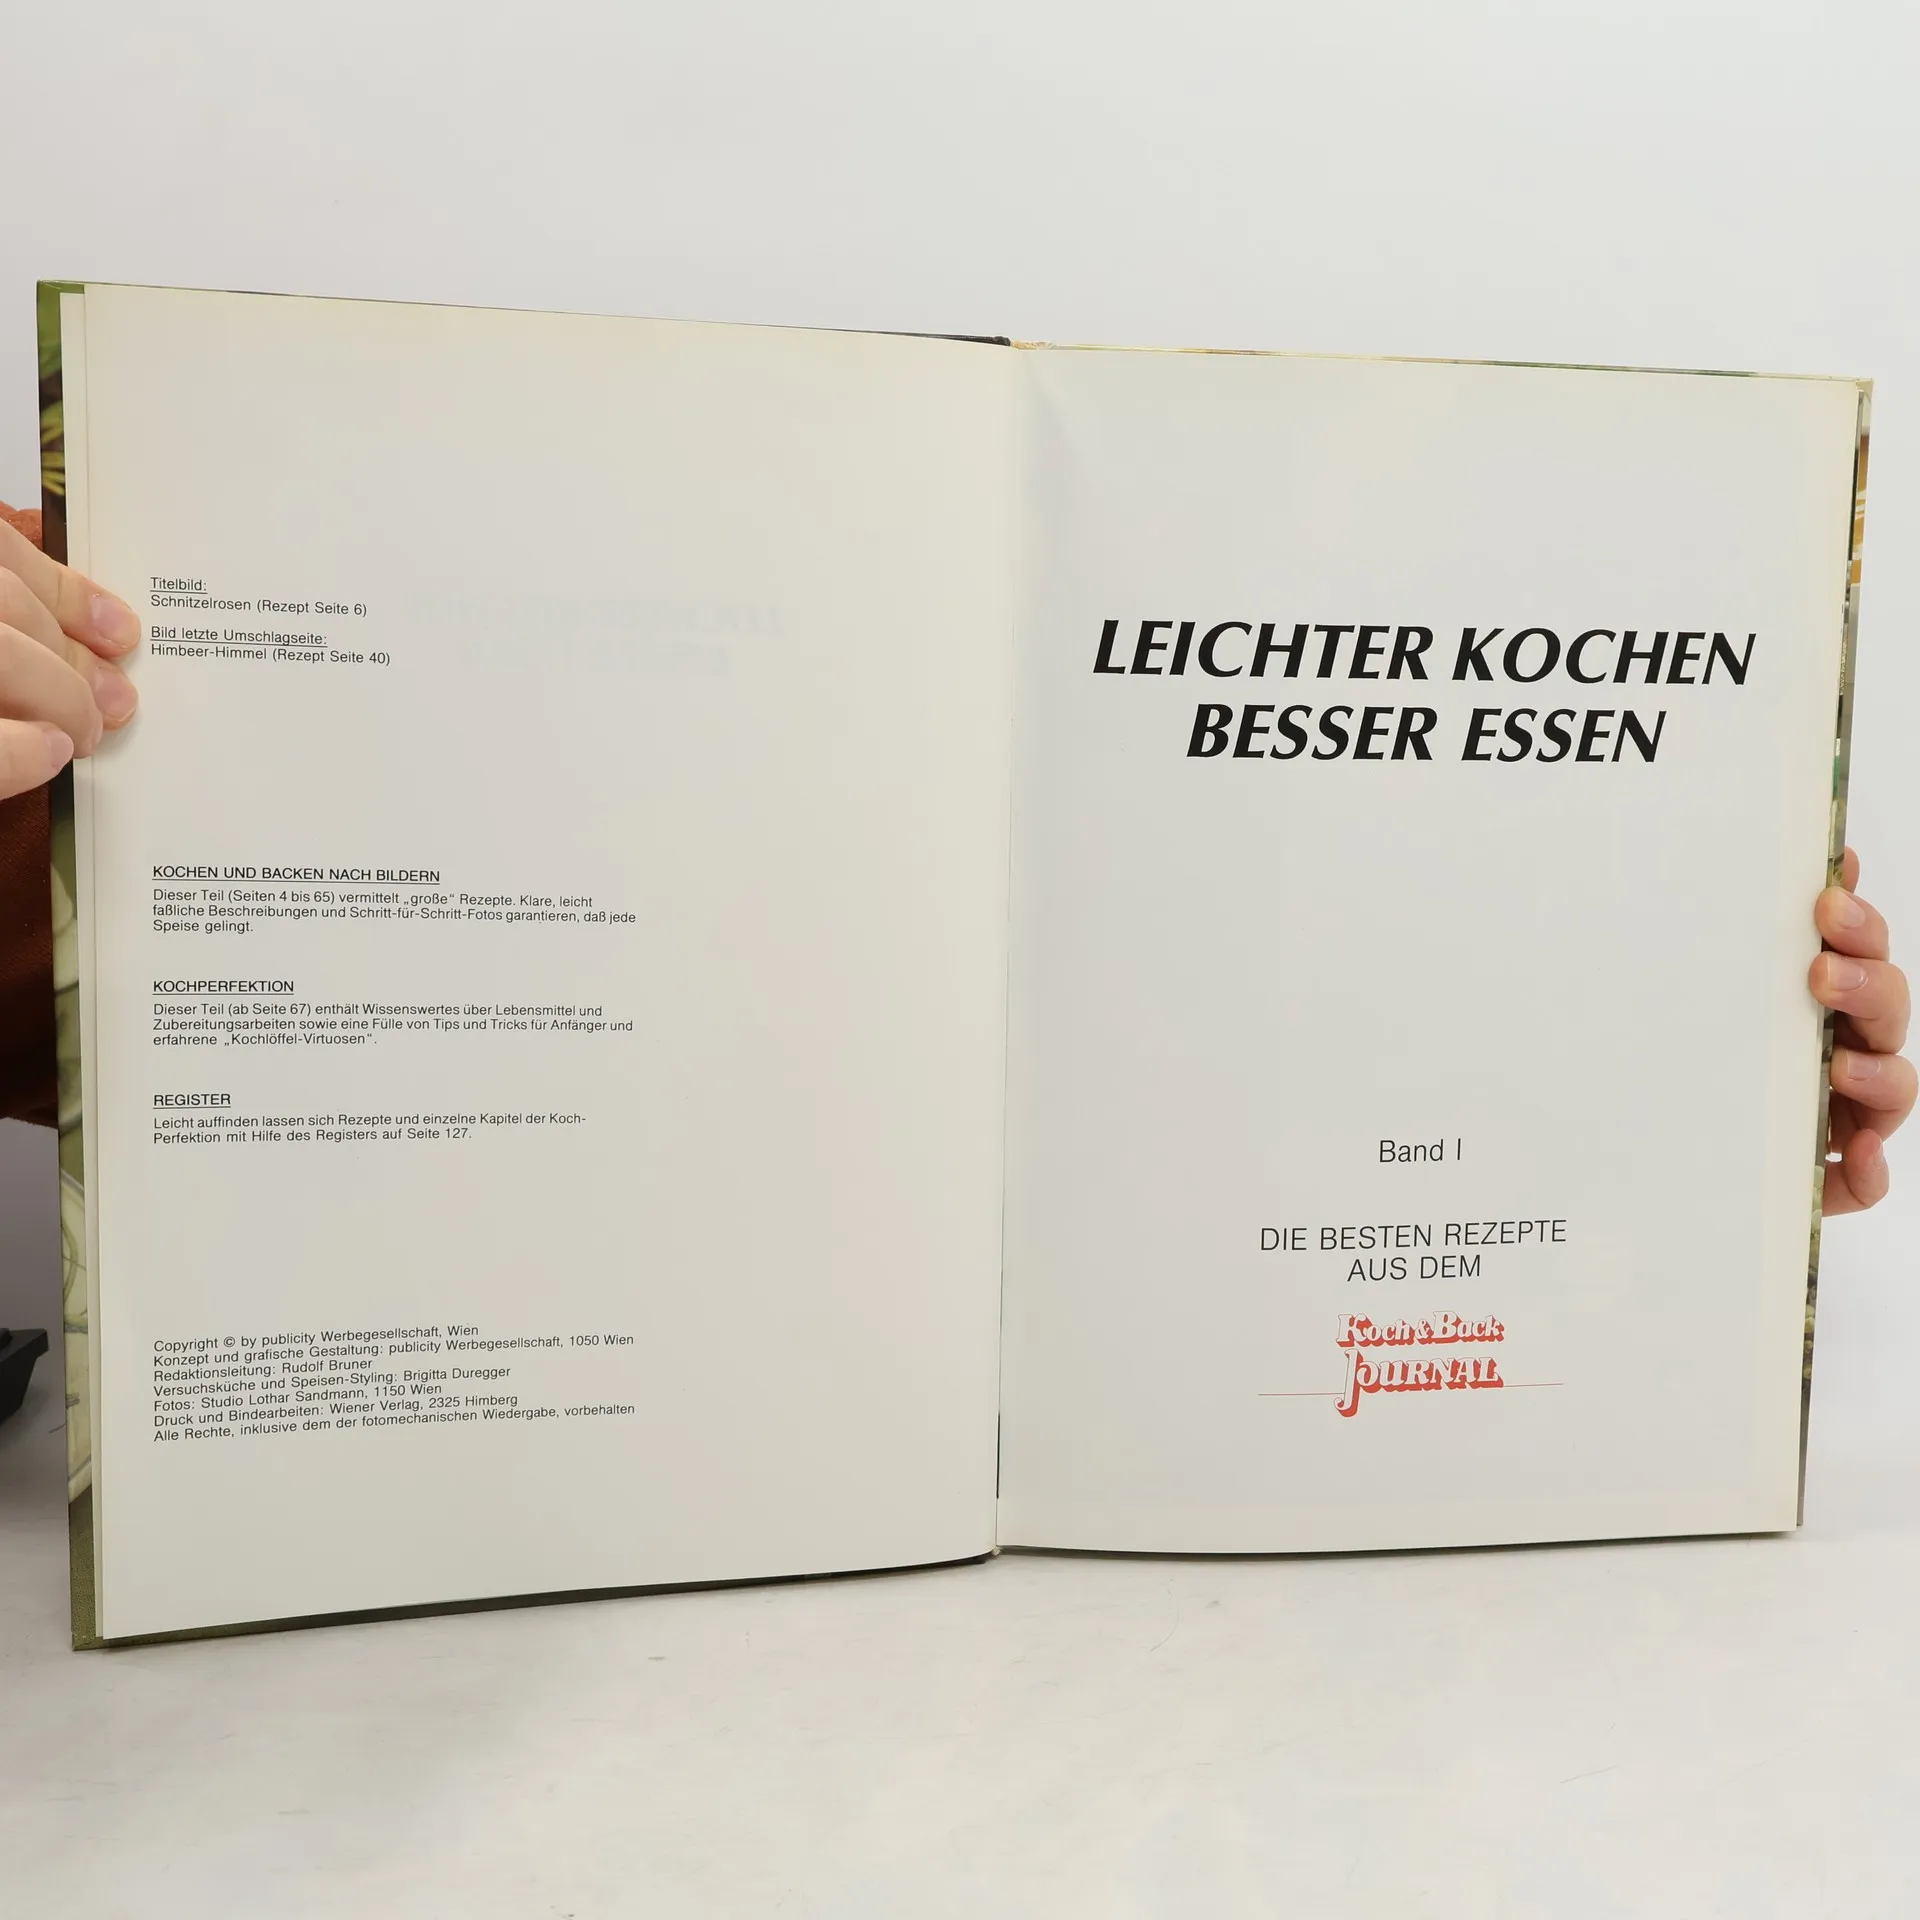 Titelbild:
Schnitzelrosen (Rezept Seite 6)
Bild letzte Umschlagseite:
Himbeer-Himmel (Rezept Seite 40)
KOCHEN UND BACKEN NACH BILDERN
Dieser Teil (Seiten 4 bis 65) vermittelt „große“ Rezepte. Klare, leicht
faßliche Beschreibungen und Schritt-für-Schritt-Fotos garantieren, daß jede
Speise gelingt.
KOCHPERFEKTION
Dieser Teil (ab Seite 67) enthält Wissenswertes über Lebensmittel und
Zubereitungsarbeiten sowie eine Fülle von Tips und Tricks für Anfänger und
erfahrene „Kochlöffel-Virtuosen“.
REGISTER
Leicht auffinden lassen sich Rezepte und einzelne Kapitel der Koch-
Perfektion mit Hilfe des Registers auf Seite 127.
Copyright © by publicity Werbegesellschaft, Wien
Konzept und grafische Gestaltung: publicity Werbegesellschaft, 1050 Wien
Redaktionsleitung: Rudolf Bruner
Versuchsküche und Speisen-Styling: Brigitta Duregger
Fotos: Studio Lothar Sandmann, 1150 Wien
Druck und Bindearbeiten: Wiener Verlag, 2325 Himberg
Alle Rechte, inklusive dem der fotomechanischen Wiedergabe, vorbehalten
LEICHTER KOCHEN
BESSER ESSEN
Band I
DIE BESTEN REZEPTE
AUS DEM
Koch & Back
JOURNAL